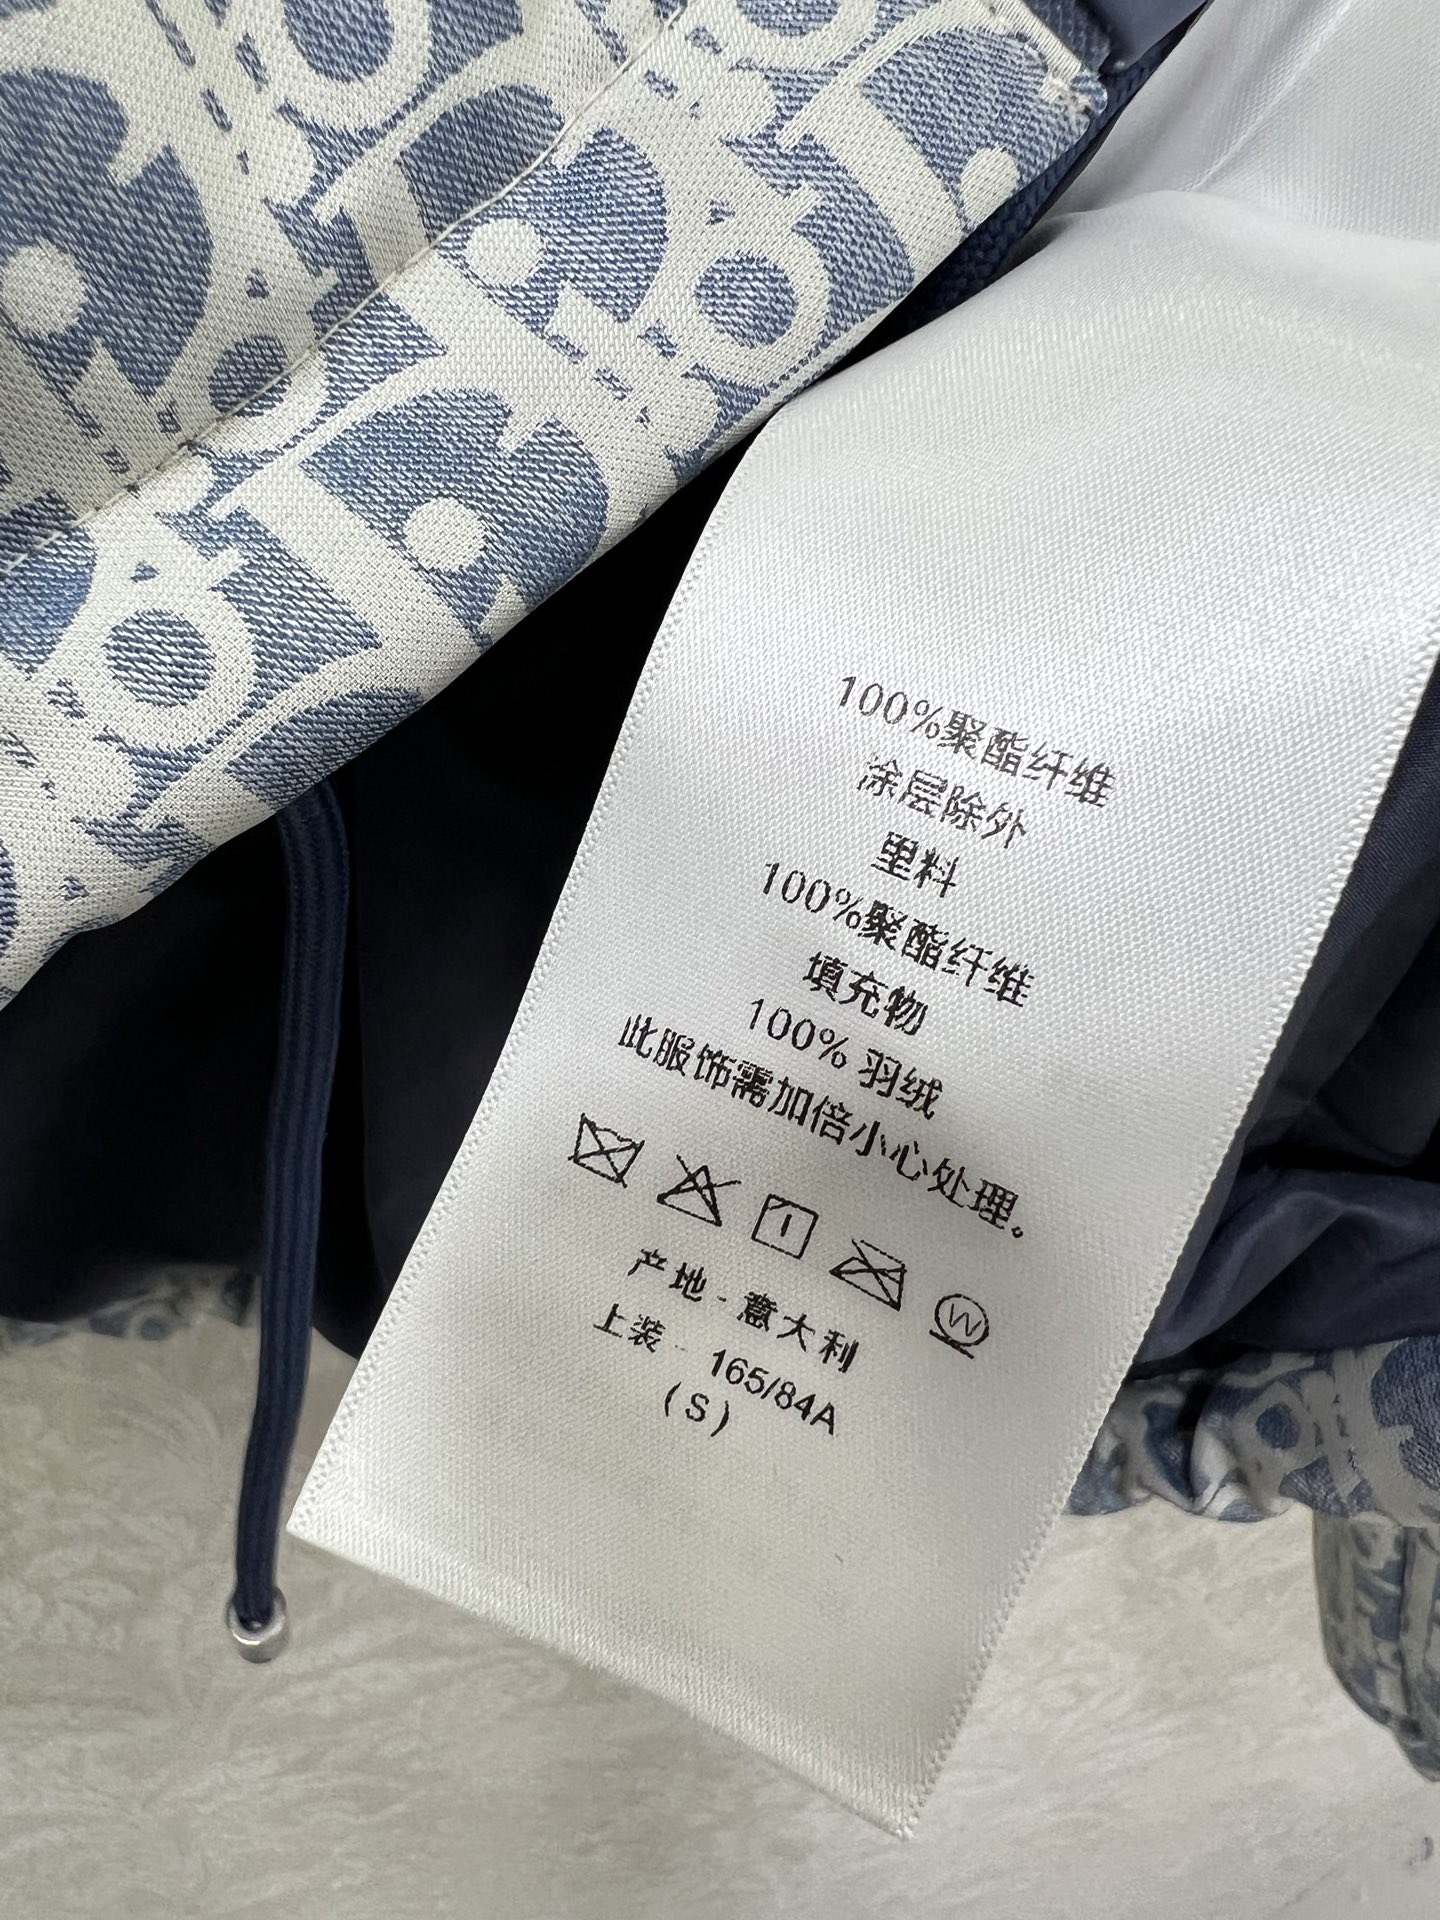 100%聚酯纤维
涂层除外
里料
100%聚酯纤维
填充物
100% 羽绒
此服饰需加倍小心处理。
W
产地 - 意大利
上装 - 165/84A
(S)